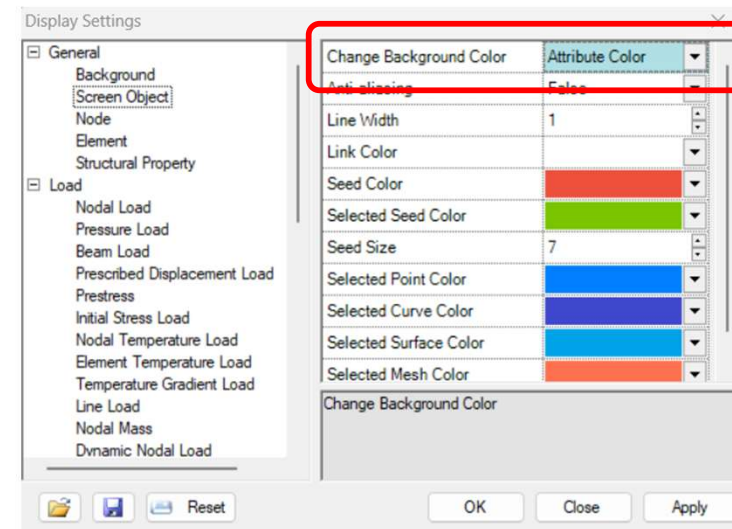 Display Settings
General
Background
Screen Object
Node
Element
Structural Property
Load
Nodal Load
Pressure Load
Beam Load
Prescribed Displacement Load
Prestress
Initial Stress Load
Nodal Temperature Load
Element Temperature Load
Temperature Gradient Load
Line Load
Nodal Mass
Dynamic Nodal Load
Change Background Color Attribute Color
Anti-aliasing False
Line Width 1
Link Color
Seed Color
Selected Seed Color
Seed Size 7
Selected Point Color
Selected Curve Color
Selected Surface Color
Selected Mesh Color
Change Background Color
Reset OK Close Apply